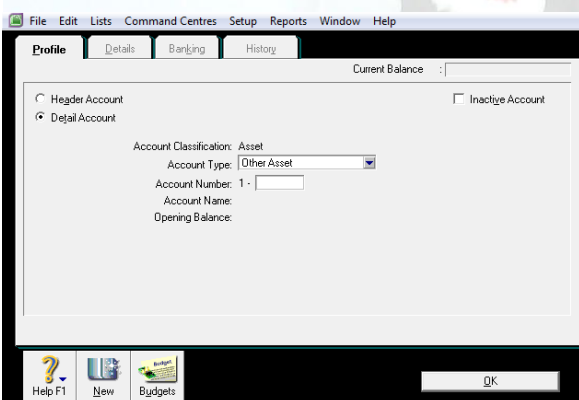 File Edit Lists Command Centres Setup Reports Window Help
Profile Details Banking History
Current Balance :
Header Account Inactive Account
Detail Account
Account Classification: Asset
Account Type: Other Asset
Account Number: 1 -
Account Name:
Opening Balance:
Budget
Help F1 New Budgets OK